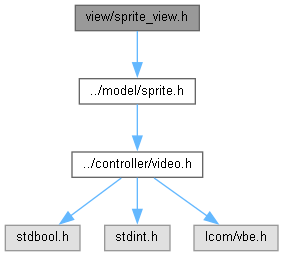 view/sprite_view.h
../model/sprite.h
../controller/video.h
stdbool.h
stdint.h
lcom/vbe.h